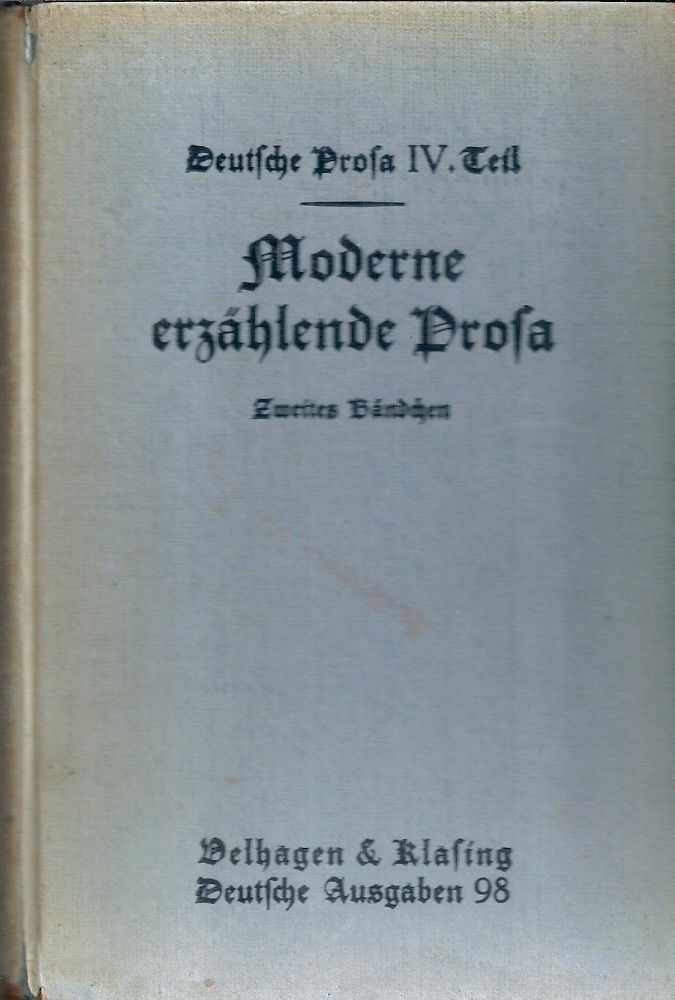 Deutſche Proſa IV. Teil
Moderne
erzählende Proſa
Zweites Bändchen
Velhagen & Klaſing
Deutſche Ausgaben 98